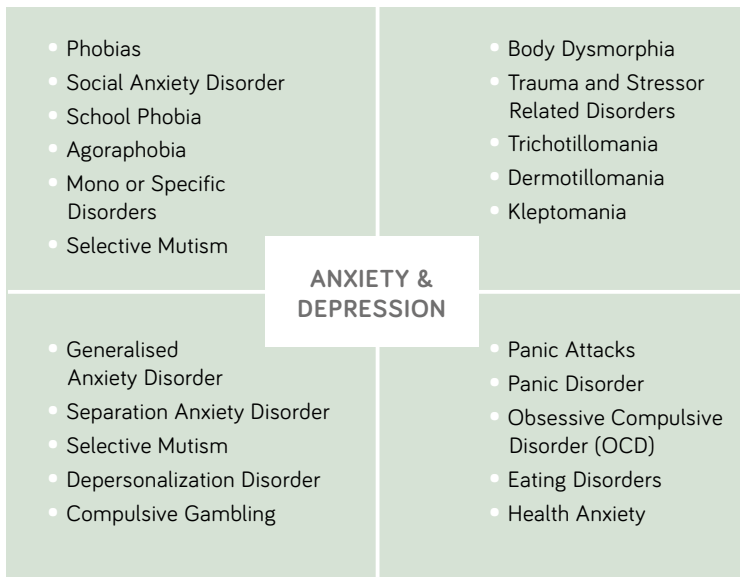 Phobias
Social Anxiety Disorder
School Phobia
Agoraphobia
Mono or Specific
Disorders
Selective Mutism
Body Dysmorphia
Trauma and Stressor
Related Disorders
Trichotillomania
Dermotillomania
Kleptomania
ANXIETY &
DEPRESSION
Generalised
Anxiety Disorder
Separation Anxiety Disorder
Selective Mutism
Depersonalization Disorder
Compulsive Gambling
Panic Attacks
Panic Disorder
Obsessive Compulsive
Disorder (OCD)
Eating Disorders
Health Anxiety